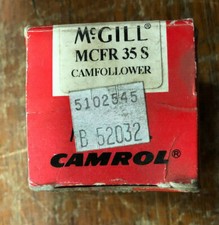 McGILL
MCFR 35 S
CAMFOLLOWER
5102545
B 52032
CAMROL®